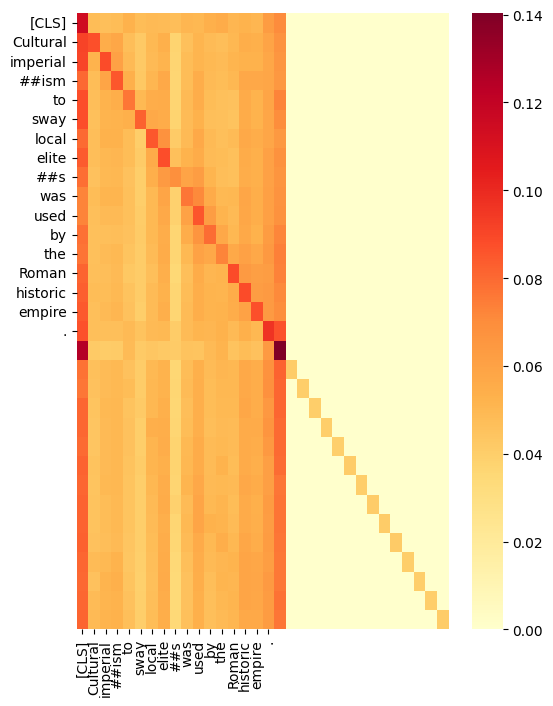 [CLS]
Cultural
imperial
##ism
to
sway
local
elite
##s
was
used
by
the
Roman
historic
empire
.
0.14
0.12
0.10
0.08
0.06
0.04
0.02
0.00
[CLS] Cultural imperial ##ism to sway local elite ##s was used by the Roman historic empire .